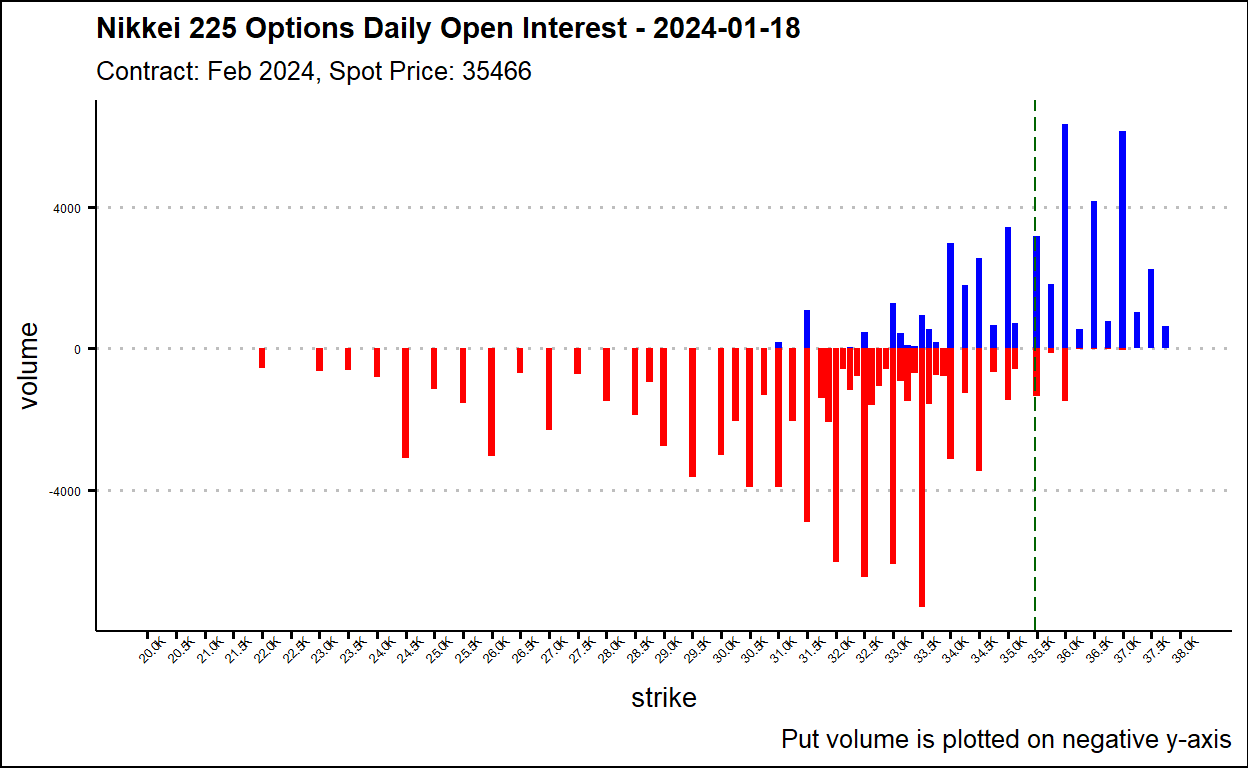 Nikkei 225 Options Daily Open Interest - 2024-01-18
Contract: Feb 2024, Spot Price: 35466
volume
4000
0
-4000
20.0K 20.5K 21.0K 21.5K 22.0K 22.5K 23.0K 23.5K 24.0K 24.5K 25.0K 25.5K 26.0K 26.5K 27.0K 27.5K 28.0K 28.5K 29.0K 29.5K 30.0K 30.5K 31.0K 31.5K 32.0K 32.5K 33.0K 33.5K 34.0K 34.5K 35.0K 35.5K 36.0K 36.5K 37.0K 37.5K 38.0K
strike
Put volume is plotted on negative y-axis